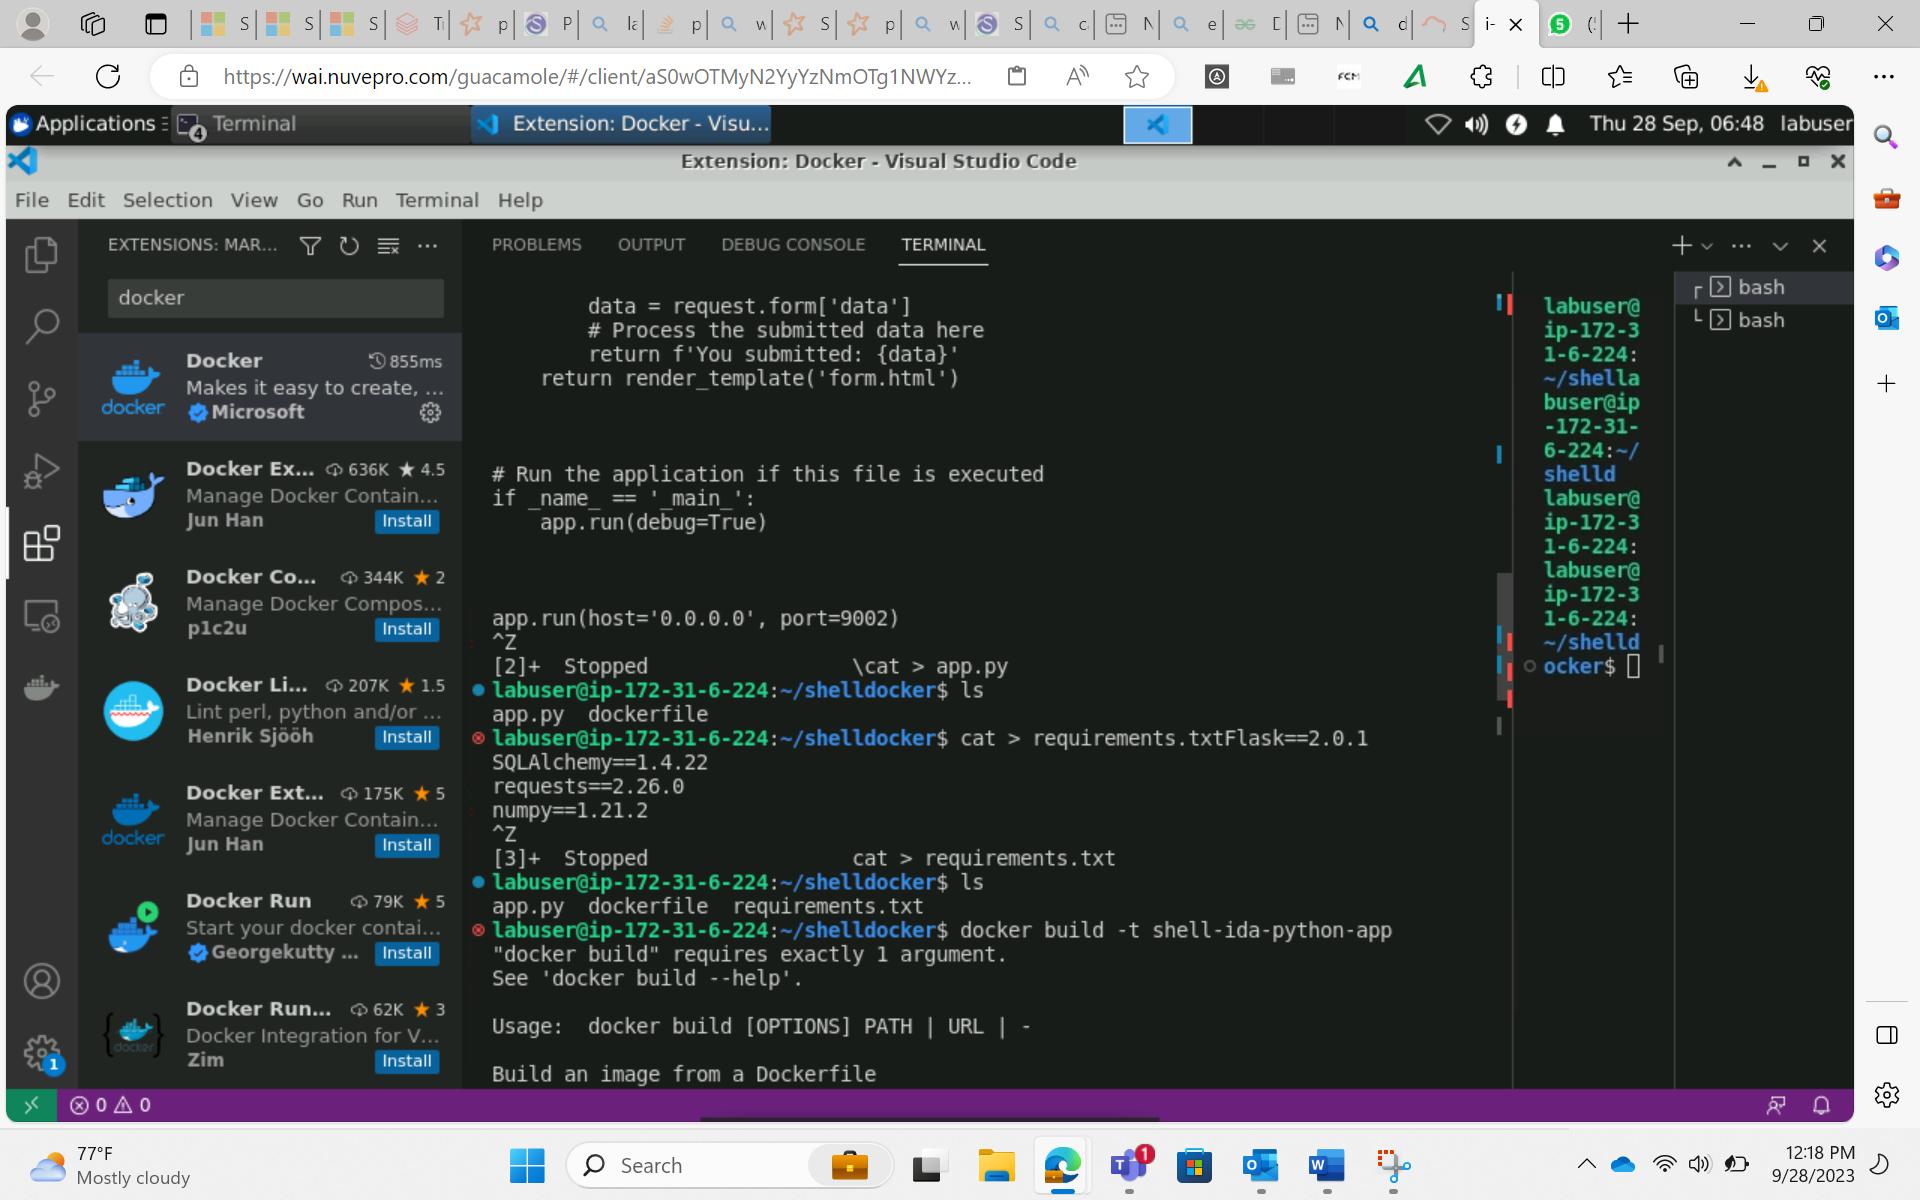 https://wai.nuvepro.com/guacamole/#/client/aS0wOTMyN2YyYzNmOTg1NWYz...
Applications
4
Terminal
Extension: Docker - Visu...
Thu 28 Sep, 06:48
labuser
Extension: Docker - Visual Studio Code
File Edit Selection View Go Run Terminal Help
EXTENSIONS: MAR...
docker
Docker 855ms
Makes it easy to create, ...
Microsoft
Docker Ex... 636K 4.5
Manage Docker Contain...
Jun Han Install
Docker Co... 344K 2
Manage Docker Compos...
p1c2u Install
Docker Li... 207K 1.5
Lint perl, python and/or ...
Henrik Sjööh Install
Docker Ext... 175K 5
Manage Docker Contain...
Jun Han Install
Docker Run 79K 5
Start your docker contai...
Georgekutty ... Install
Docker Run... 62K 3
Docker Integration for V...
Zim Install
1
PROBLEMS OUTPUT DEBUG CONSOLE TERMINAL
data = request.form['data']
# Process the submitted data here
return f'You submitted: {data}'
return render_template('form.html')
# Run the application if this file is executed
if _name_ == '_main_':
app.run(debug=True)
app.run(host='0.0.0.0', port=9002)
^Z
[2]+ Stopped \cat > app.py
labuser@ip-172-31-6-224:~/shelldocker$ ls
app.py dockerfile
labuser@ip-172-31-6-224:~/shelldocker$ cat > requirements.txtFlask==2.0.1
SQLAlchemy==1.4.22
requests==2.26.0
numpy==1.21.2
^Z
[3]+ Stopped cat > requirements.txt
labuser@ip-172-31-6-224:~/shelldocker$ ls
app.py dockerfile requirements.txt
labuser@ip-172-31-6-224:~/shelldocker$ docker build -t shell-ida-python-app
"docker build" requires exactly 1 argument.
See 'docker build --help'.
Usage: docker build [OPTIONS] PATH | URL | -
Build an image from a Dockerfile
labuser@
ip-172-3
1-6-224:
~/shella
buser@ip
-172-31-
6-224:~/
shelld
labuser@
ip-172-3
1-6-224:
labuser@
ip-172-3
1-6-224:
~/shelld
ocker$
bash
bash
0 0
77°F
Mostly cloudy
Search
1
12:18 PM
9/28/2023